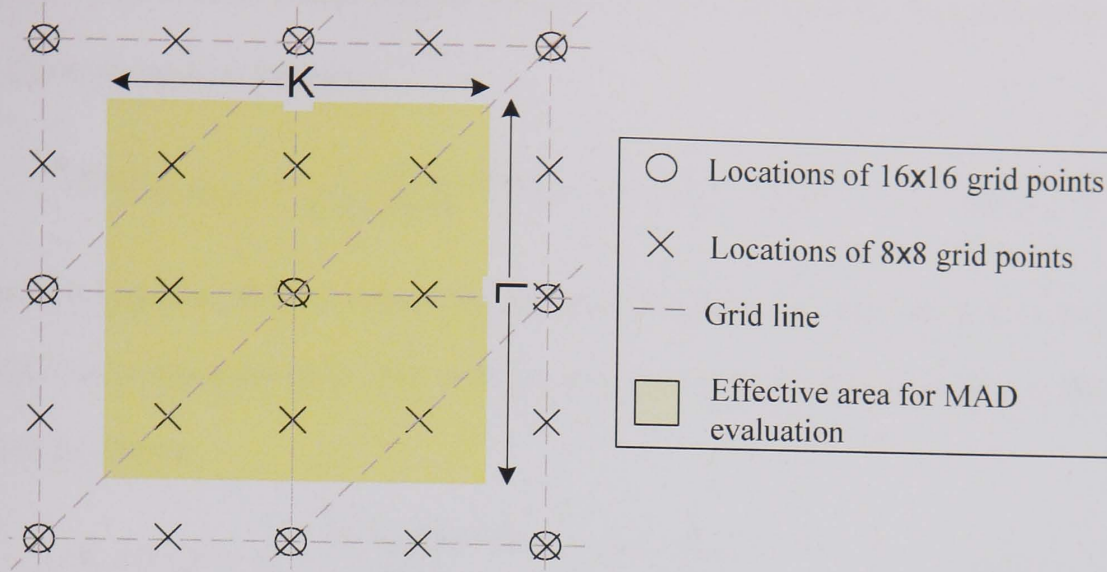 K
L
Locations of 16x16 grid points
Locations of 8x8 grid points
Grid line
Effective area for MAD
evaluation